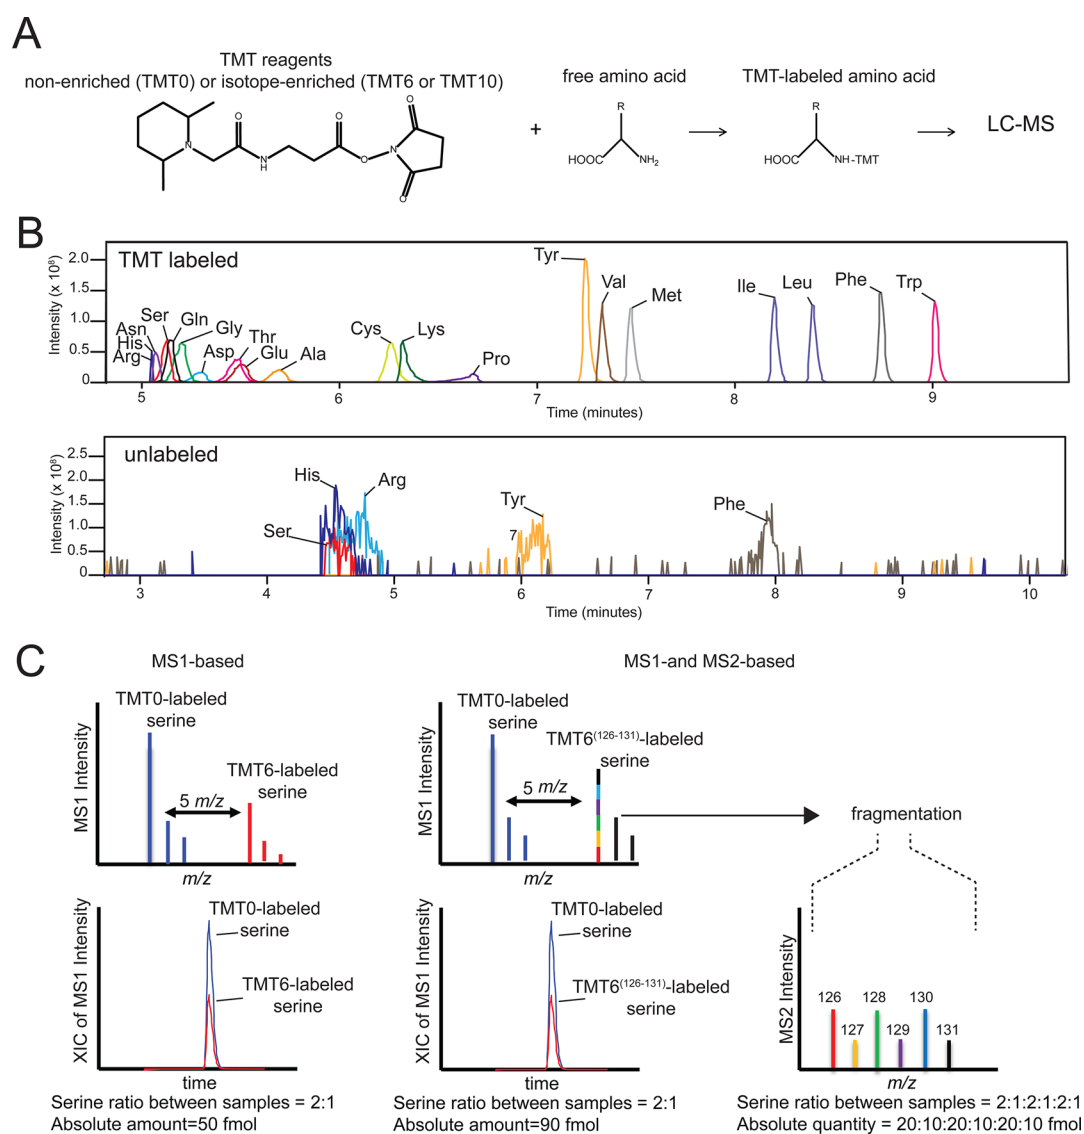 A
TMT reagents
non-enriched (TMT0) or isotope-enriched (TMT6 or TMT10)
free amino acid
TMT-labeled amino acid
N
O
N
H
O
O
N
O
O
+
R
HOOC
NH2
R
HOOC
NH-TMT
LC-MS
B
Intensity (x 10⁸)
2.0
1.5
1.0
0.5
0
TMT labeled
Arg
His
Asn
Ser
Gln
Gly
Asp
Thr
Glu
Ala
Cys
Lys
Pro
Tyr
Val
Met
Ile
Leu
Phe
Trp
5 6 7 8 9
Time (minutes)
Intensity (x 10⁸)
2.5
2.0
1.5
1.0
0.5
0
unlabeled
Ser
His
Arg
Tyr
7
Phe
3 4 5 6 7 8 9 10
Time (minutes)
C
MS1-based
MS1 Intensity
TMT0-labeled
serine
TMT6-labeled
serine
5 m/z
m/z
XIC of MS1 Intensity
TMT0-labeled
serine
TMT6-labeled
serine
time
Serine ratio between samples = 2:1
Absolute amount=50 fmol
MS1-and MS2-based
MS1 Intensity
TMT0-labeled
serine
TMT6(126-131)-labeled
serine
5 m/z
m/z
fragmentation
XIC of MS1 Intensity
TMT0-labeled
serine
TMT6(126-131)-labeled
serine
time
Serine ratio between samples = 2:1
Absolute amount=90 fmol
MS2 Intensity
126
127
128
129
130
131
m/z
Serine ratio between samples = 2:1:2:1:2:1
Absolute quantity = 20:10:20:10:20:10 fmol